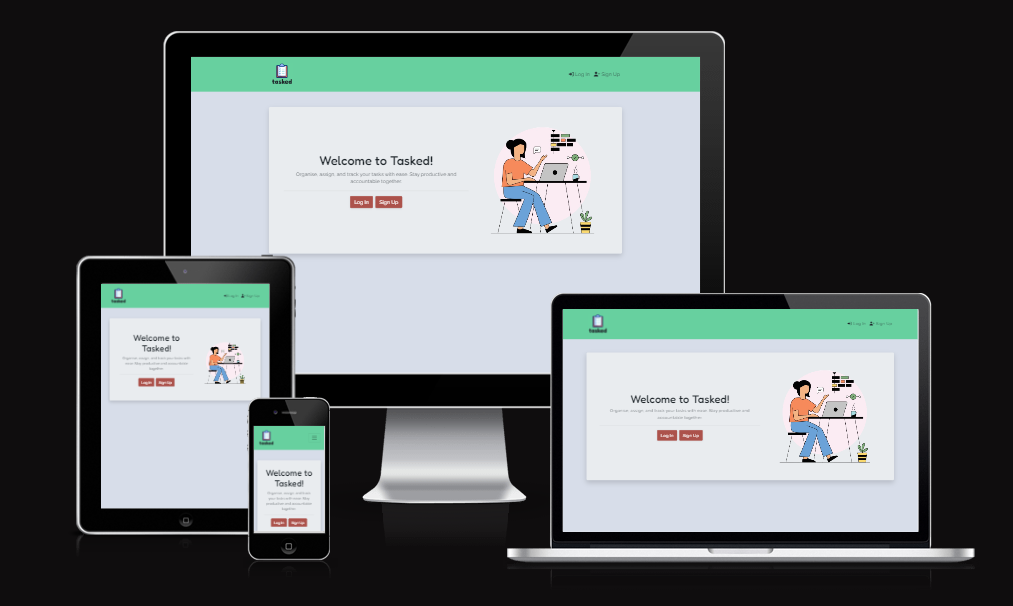 tasked
Log In
Sign Up
Welcome to Tasked!
Organise, assign, and track your tasks with ease. Stay productive and
accountable together.
Log In
Sign Up
tasked
Log In
Sign Up
Welcome to
Tasked!
Organise, assign, and track your tasks with
ease. Stay productive and accountable
together.
Log In
Sign Up
tasked
Welcome to
Tasked!
Organise, assign, and track
your tasks with ease. Stay
productive and accountable
together.
Log In
Sign Up
tasked
Log In
Sign Up
Welcome to Tasked!
Organise, assign, and track your tasks with ease. Stay productive and
accountable together.
Log In
Sign Up